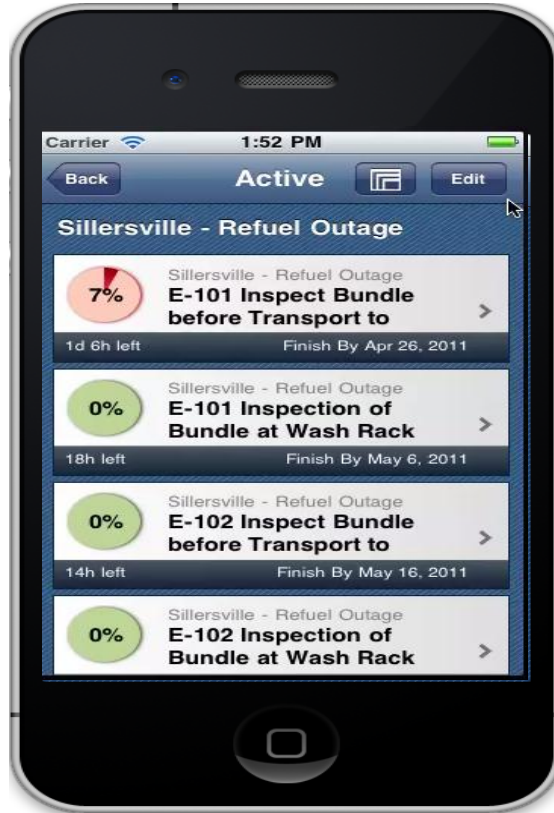 Carrier 1:52 PM
Back Active Edit
Sillersville - Refuel Outage
Sillersville - Refuel Outage
7% E-101 Inspect Bundle
before Transport to
1d 6h left Finish By Apr 26, 2011
Sillersville - Refuel Outage
0% E-101 Inspection of
Bundle at Wash Rack
18h left Finish By May 6, 2011
Sillersville - Refuel Outage
0% E-102 Inspect Bundle
before Transport to
14h left Finish By May 16, 2011
Sillersville - Refuel Outage
0% E-102 Inspection of
Bundle at Wash Rack